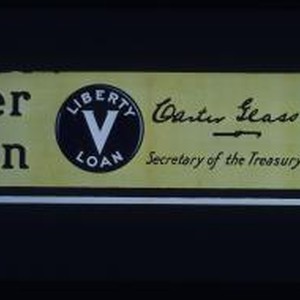 er
n
LIBERTY
V
LOAN
Carter Glass
Secretary of the Treasury